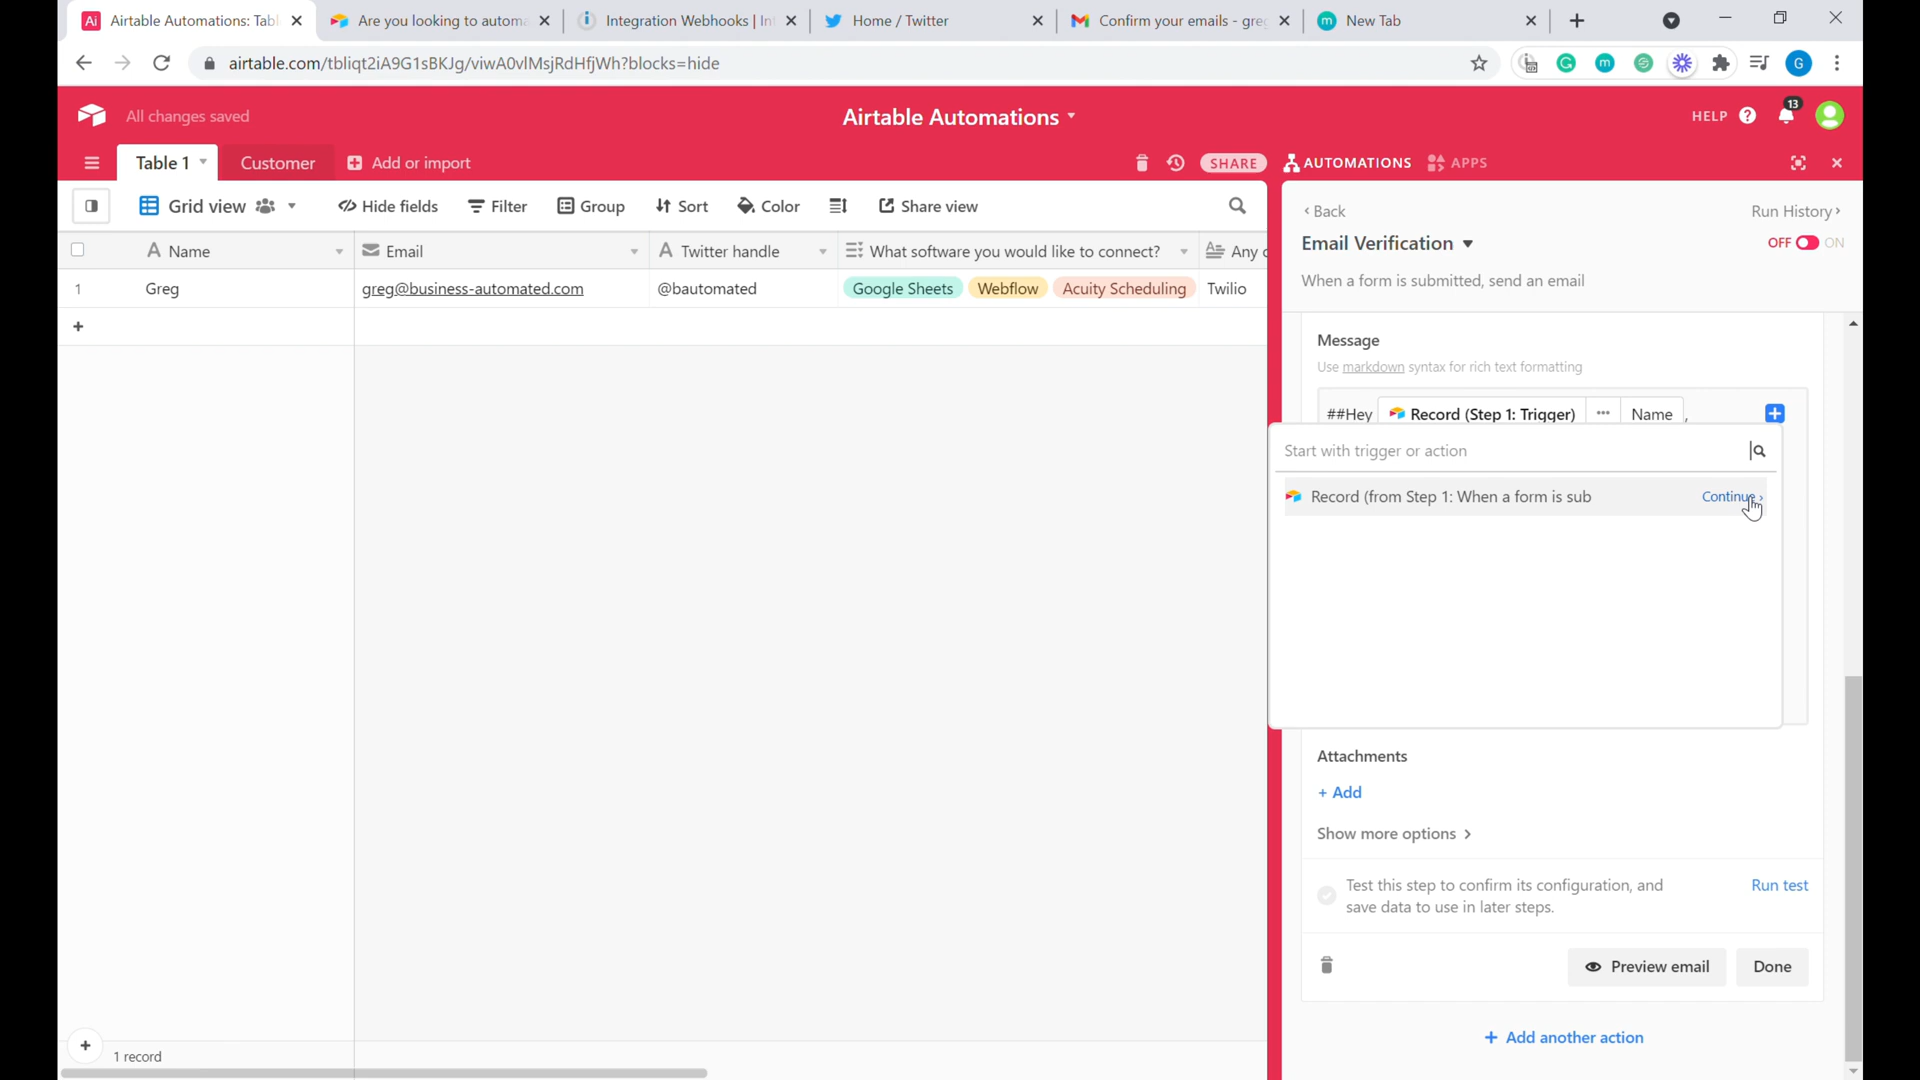 Airtable Automations: Tabl
Are you looking to automa
Integration Webhooks | Int
Home / Twitter
Confirm your emails - greg
New Tab
airtable.com/tbliqt2iA9G1sBKJg/viwA0vlMsjRdHfjWh?blocks=hide
G
All changes saved
Airtable Automations
HELP
13
Table 1
Customer
Add or import
SHARE
AUTOMATIONS
APPS
Grid view
Hide fields
Filter
Group
Sort
Color
Share view
Name
Email
Twitter handle
What software you would like to connect?
Any c
1
Greg
greg@business-automated.com
@bautomated
Google Sheets
Webflow
Acuity Scheduling
Twilio
1 record
Back
Run History
Email Verification
OFF
ON
When a form is submitted, send an email
Message
Use markdown syntax for rich text formatting
##Hey Record (Step 1: Trigger) ... Name ,
Start with trigger or action
Record (from Step 1: When a form is sub
Continue
Attachments
+ Add
Show more options
Test this step to confirm its configuration, and
save data to use in later steps.
Run test
Preview email
Done
+ Add another action